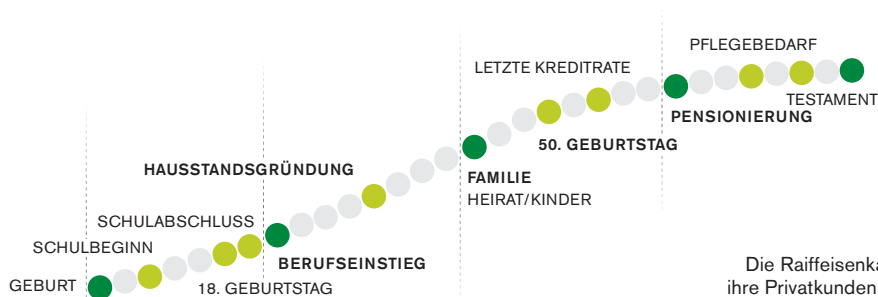 PFLEGEBEDARF
LETZTE KREDITRATE
TESTAMENT
PENSIONIERUNG
50. GEBURTSTAG
HAUSSTANDSGRÜNDUNG
FAMILIE
HEIRAT/KINDER
SCHULABSCHLUSS
SCHULBEGINN
BERUFSEINSTIEG
GEBURT
18. GEBURTSTAG
Die Raiffeisenka
ihre Privatkunden